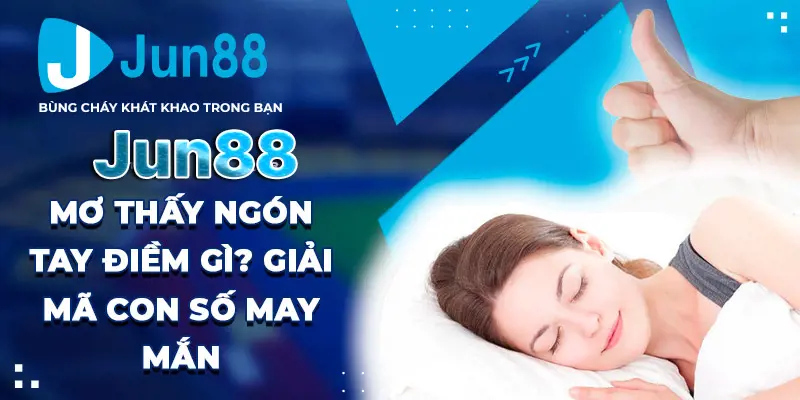 J Jun88
BÙNG CHÁY KHÁT KHAO TRONG BẠN
Jun88
MƠ THẤY NGÓN
TAY ĐIỀM GÌ? GIẢI
MÃ CON SỐ MAY
MẮN